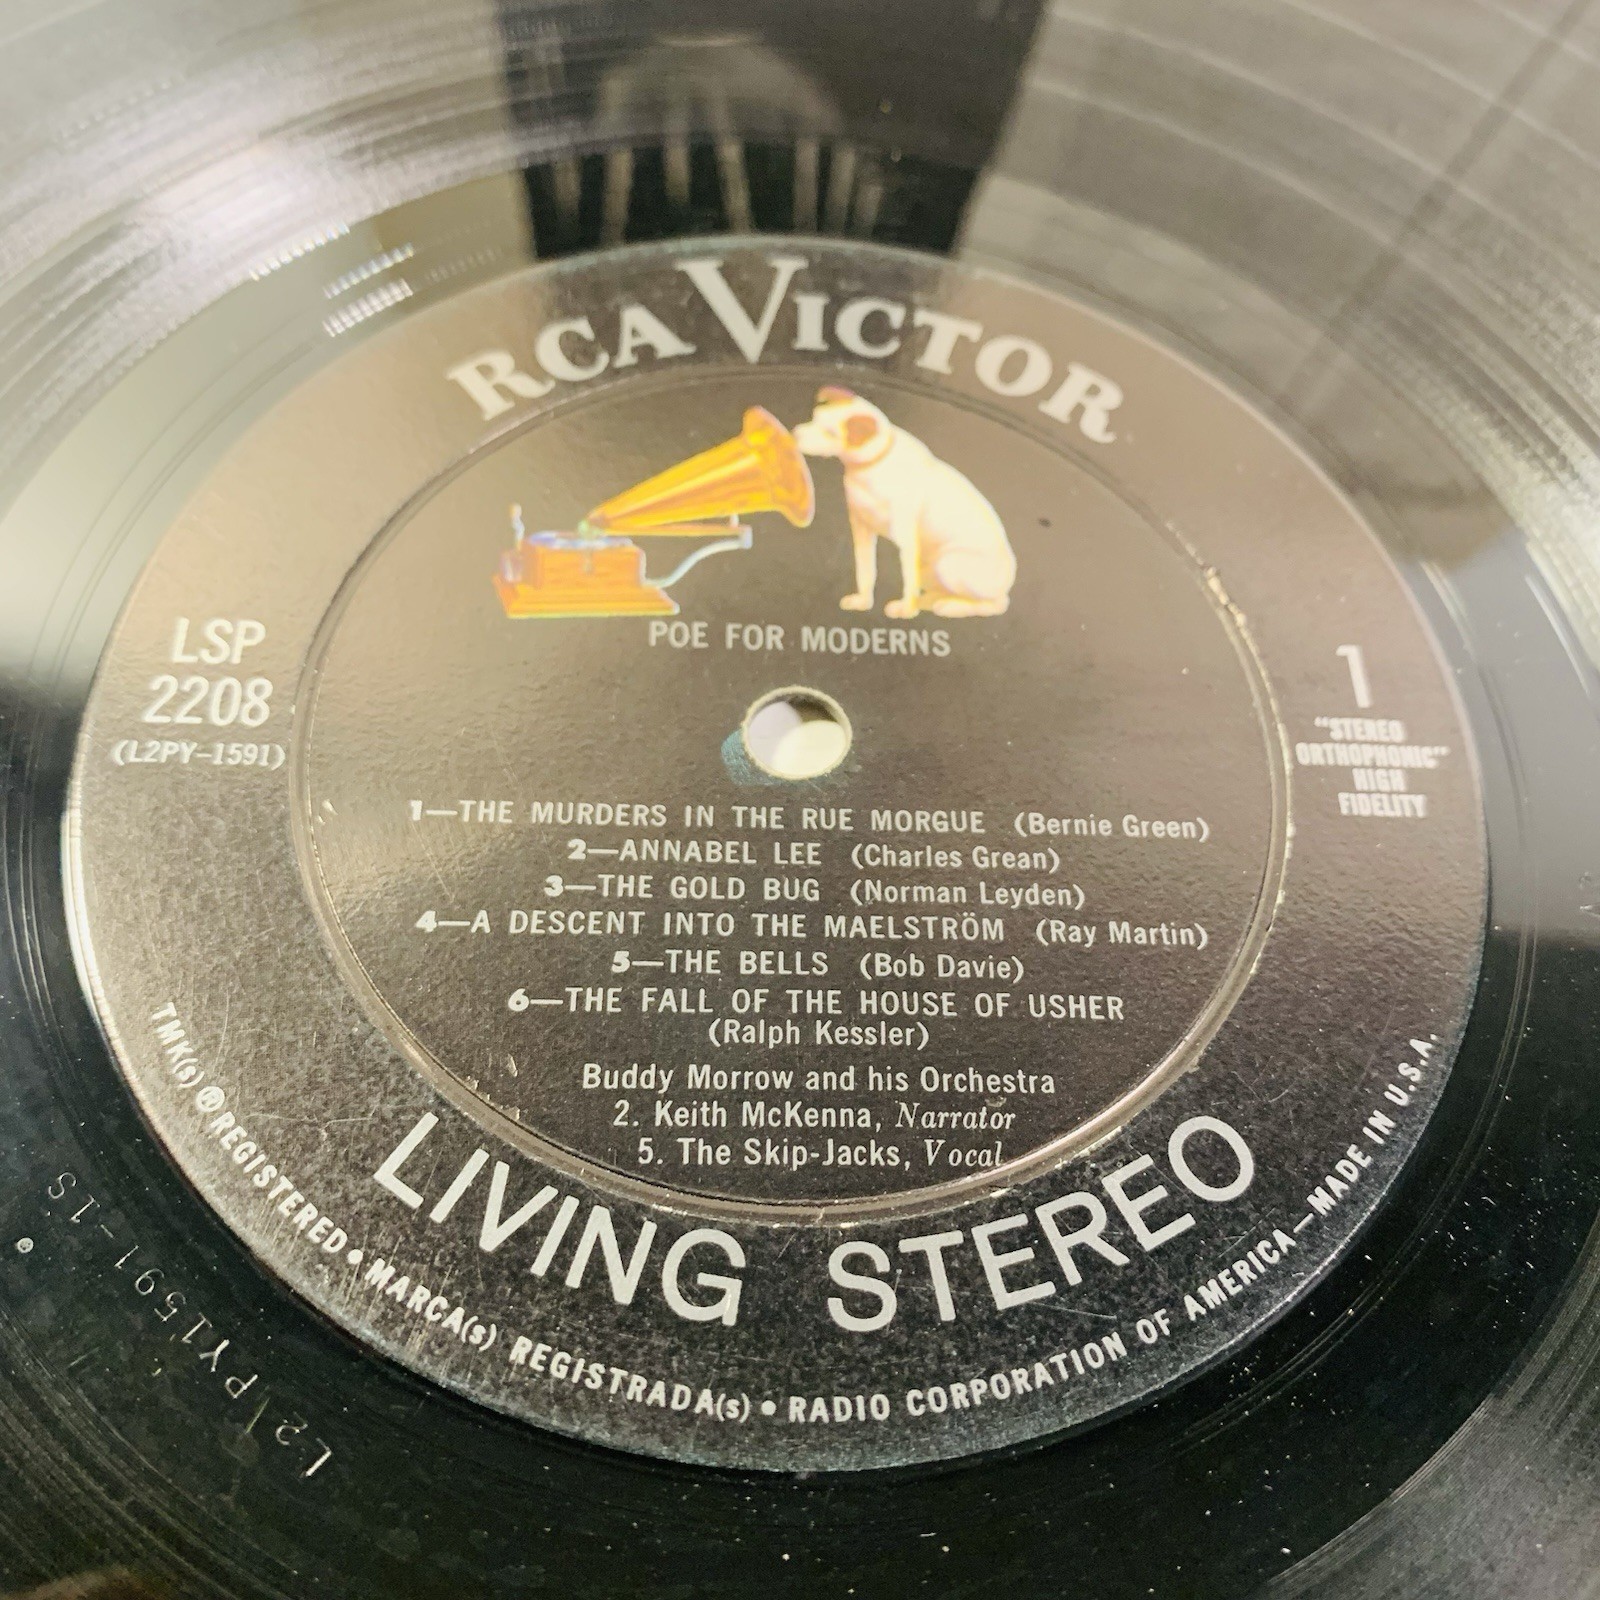 RCA VICTOR
POE FOR MODERNS
LSP
2208
(L2PY–1591)
1
"STEREO
ORTHOPHONIC"
HIGH
FIDELITY
1—THE MURDERS IN THE RUE MORGUE (Bernie Green)
2—ANNABEL LEE (Charles Grean)
3—THE GOLD BUG (Norman Leyden)
4—A DESCENT INTO THE MAELSTRÖM (Ray Martin)
5—THE BELLS (Bob Davie)
6—THE FALL OF THE HOUSE OF USHER
(Ralph Kessler)
Buddy Morrow and his Orchestra
2. Keith McKenna, Narrator
5. The Skip-Jacks, Vocal
LIVING STEREO
TMK(s) ® REGISTERED • MARCA(s) REGISTRADA(s) • RADIO CORPORATION OF AMERICA—MADE IN U.S.A.
L2PY1591-1S